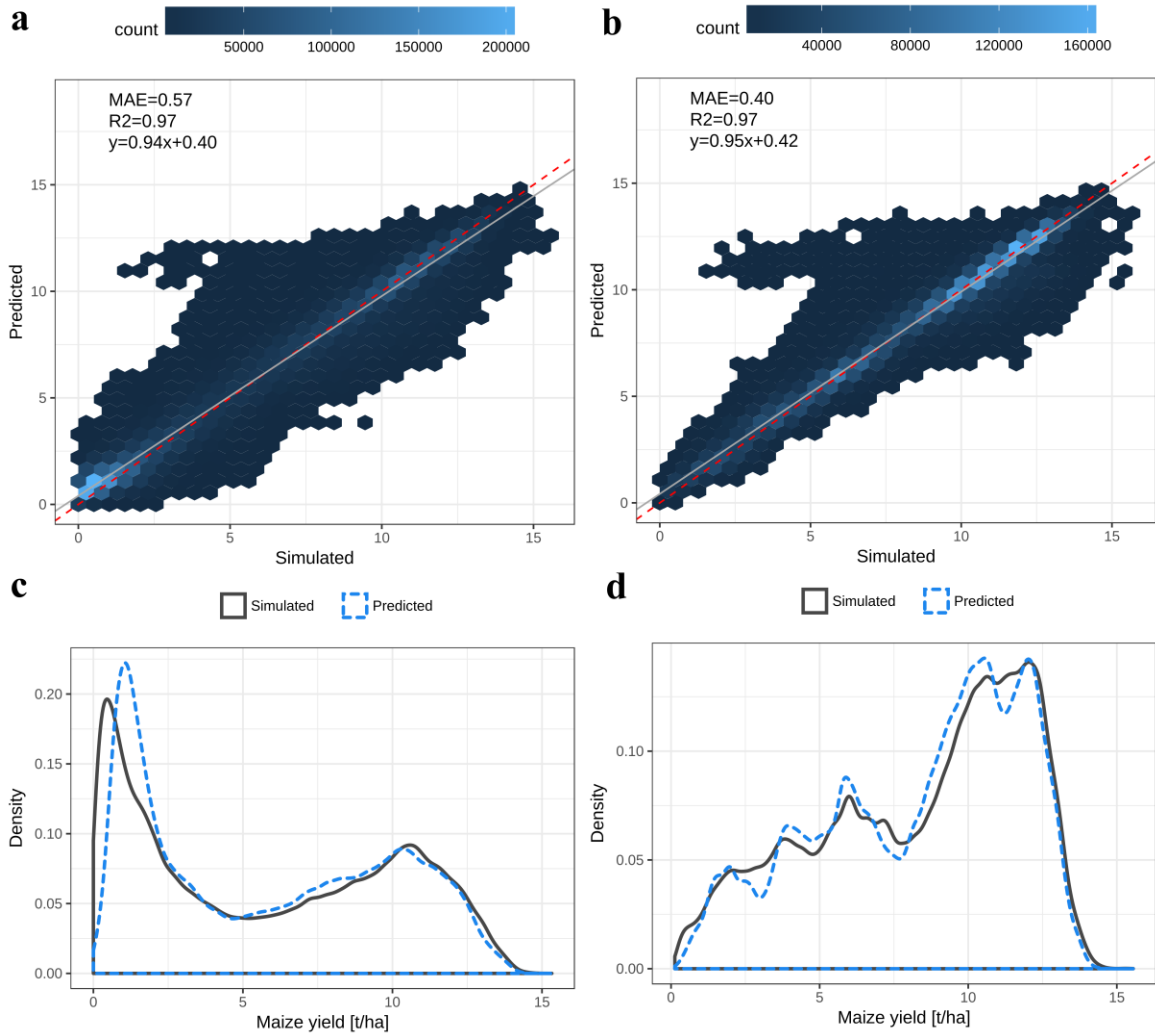 a
count
50000 100000 150000 200000
MAE=0.57
R2=0.97
y=0.94x+0.40
15
10
5
0
Predicted
0 5 10 15
Simulated
b
count
40000 80000 120000 160000
MAE=0.40
R2=0.97
y=0.95x+0.42
15
10
5
0
Predicted
0 5 10 15
Simulated
c
Simulated Predicted
0.20
0.15
0.10
0.05
0.00
Density
0 5 10 15
Maize yield [t/ha]
d
Simulated Predicted
0.10
0.05
0.00
Density
0 5 10 15
Maize yield [t/ha]